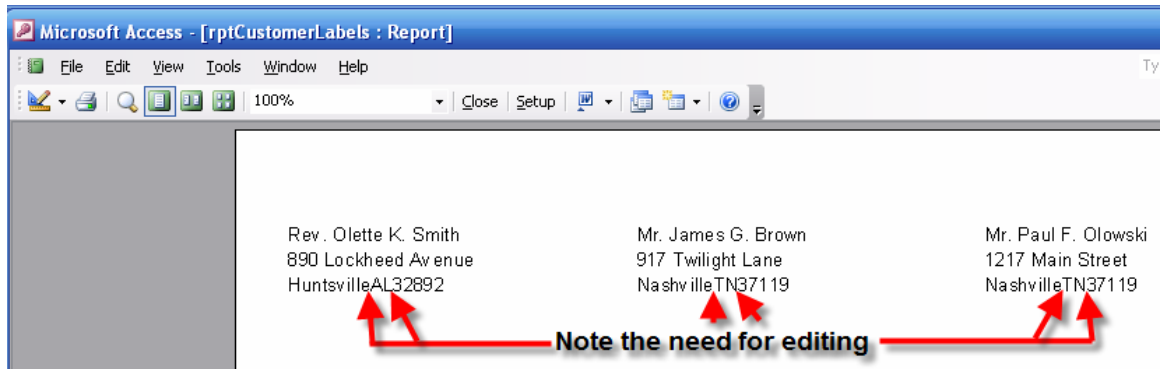 Microsoft Access - [rptCustomerLabels : Report]
File Edit View Tools Window Help Ty
100% Close Setup
Rev. Olette K. Smith Mr. James G. Brown Mr. Paul F. Olowski
890 Lockheed Avenue 917 Twilight Lane 1217 Main Street
HuntsvilleAL32892 NashvilleTN37119 NashvilleTN37119
Note the need for editing